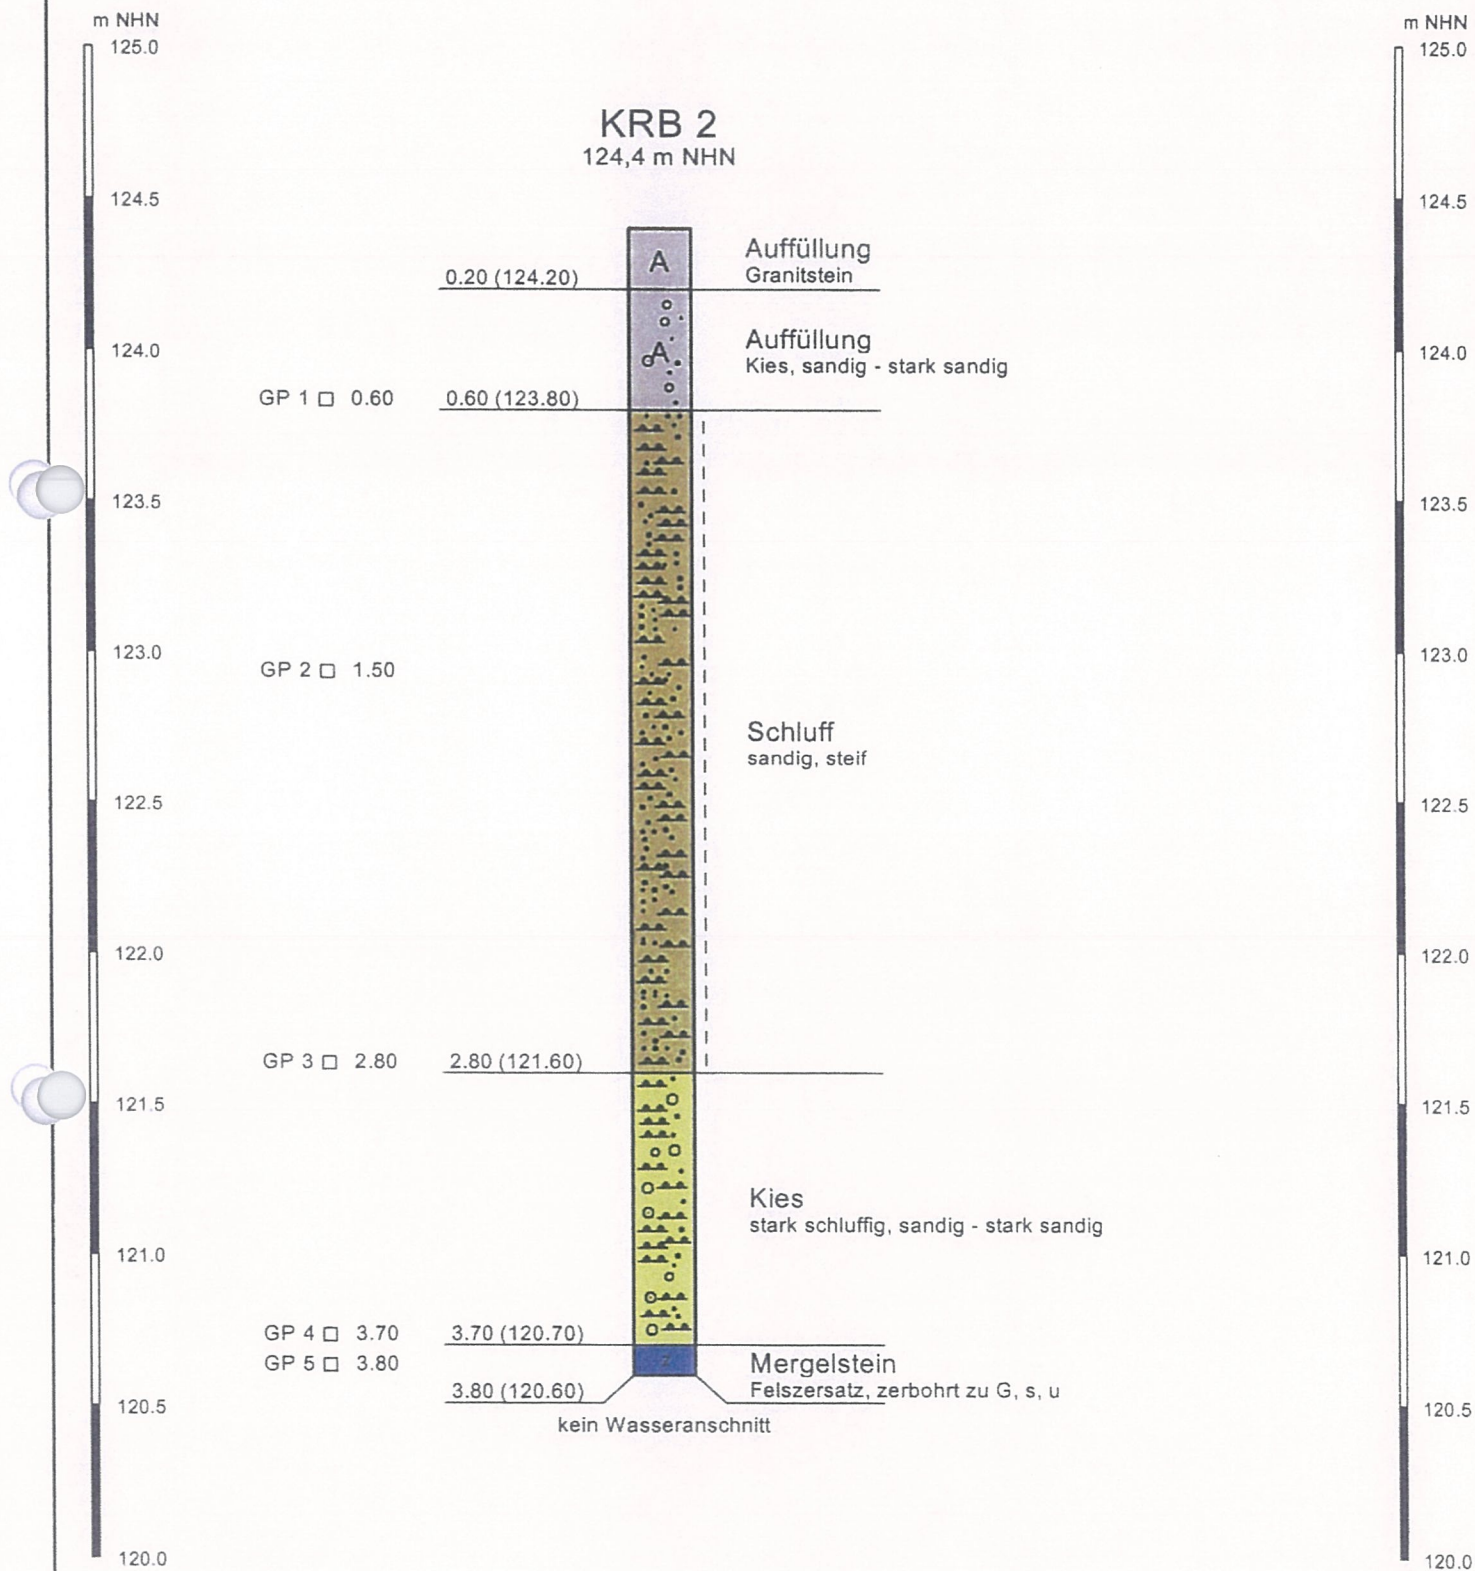 m NHN
m NHN
125.0
125.0
KRB 2
124,4 m NHN
124.5
124.5
A
Auffüllung
0.20 (124.20)
Granitstein
A
Auffüllung
124.0
124.0
Kies, sandig - stark sandig
GP 1 □ 0.60
0.60 (123.80)
123.5
123.5
123.0
123.0
GP 2 □ 1.50
Schluff
sandig, steif
122.5
122.5
122.0
122.0
GP 3 □ 2.80
2.80 (121.60)
121.5
121.5
Kies
stark schluffig, sandig - stark sandig
121.0
121.0
GP 4 □ 3.70
3.70 (120.70)
GP 5 □ 3.80
Z
Mergelstein
3.80 (120.60)
Felszersatz, zerbohrt zu G, s, u
120.5
120.5
kein Wasseranschnitt
120.0
120.0